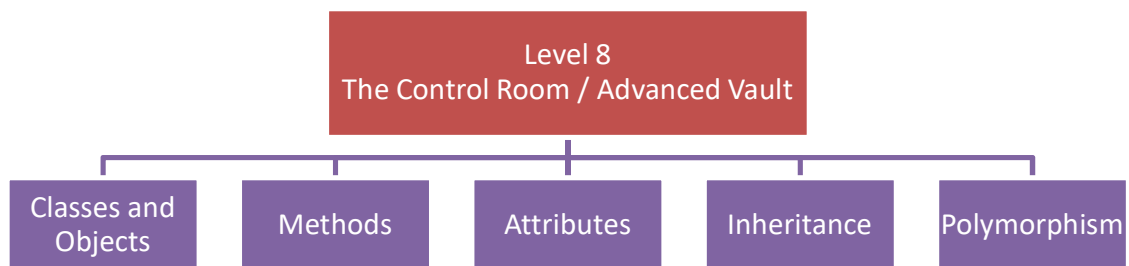 Level 8
The Control Room / Advanced Vault
Classes and
Objects
Methods
Attributes
Inheritance
Polymorphism